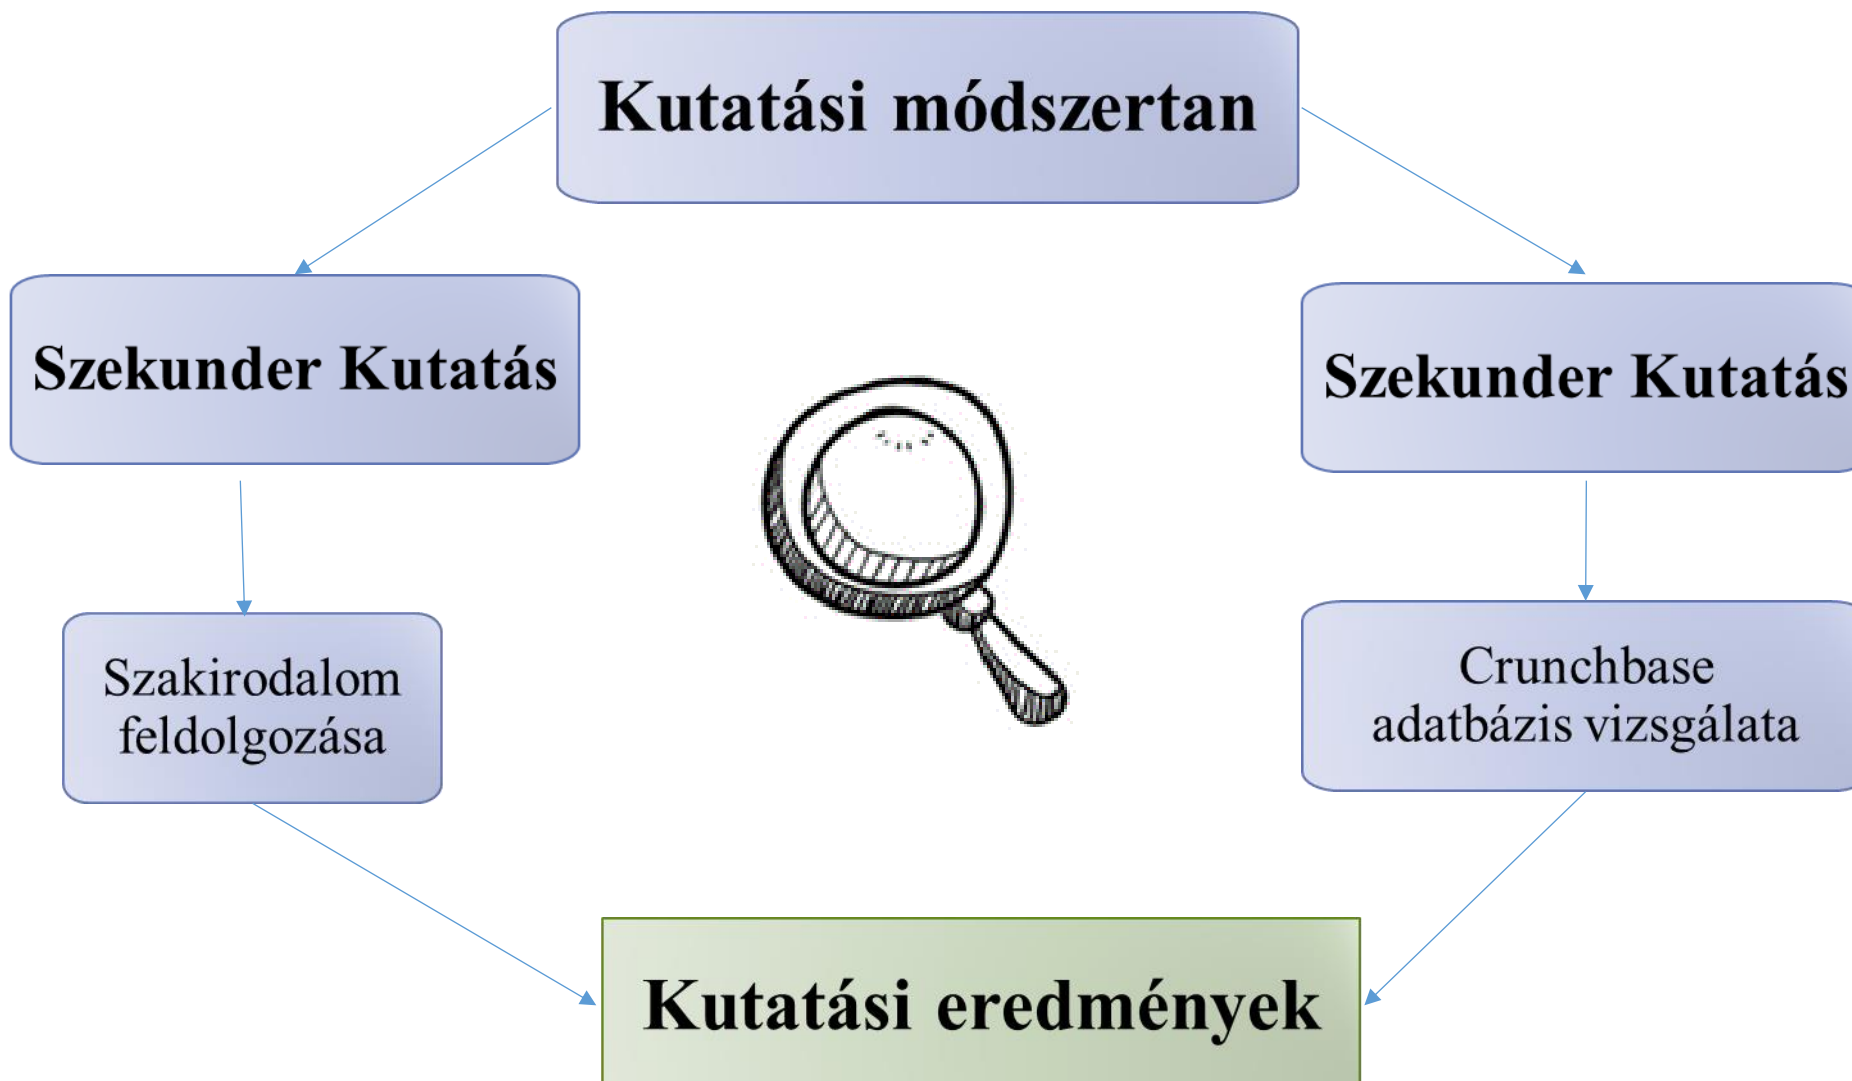 Kutatási módszertan
Szekunder Kutatás
Szekunder Kutatás
Szakirodalom
feldolgozása
Crunchbase
adatbázis vizsgálata
Kutatási eredmények